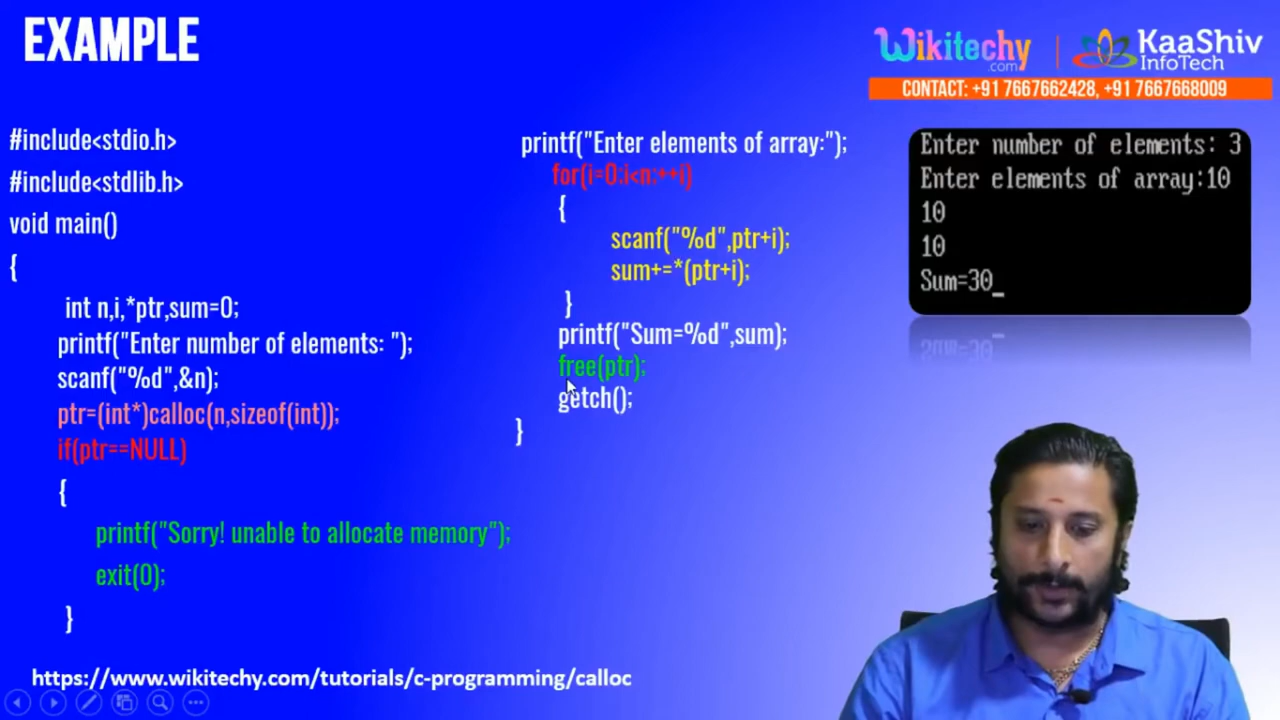 EXAMPLE
Wikitechy
.com
KaaShiv
InfoTech
CONTACT: +91 7667662428, +91 7667668009
#include<stdio.h>
#include<stdlib.h>
void main()
{
int n,i,*ptr,sum=0;
printf("Enter number of elements: ");
scanf("%d",&n);
ptr=(int*)calloc(n,sizeof(int));
if(ptr==NULL)
{
printf("Sorry! unable to allocate memory");
exit(0);
}
printf("Enter elements of array:");
for(i=0;i<n;++i)
{
scanf("%d",ptr+i);
sum+=*(ptr+i);
}
printf("Sum=%d",sum);
free(ptr);
getch();
}
Enter number of elements: 3
Enter elements of array:10
10
10
Sum=30_
https://www.wikitechy.com/tutorials/c-programming/calloc